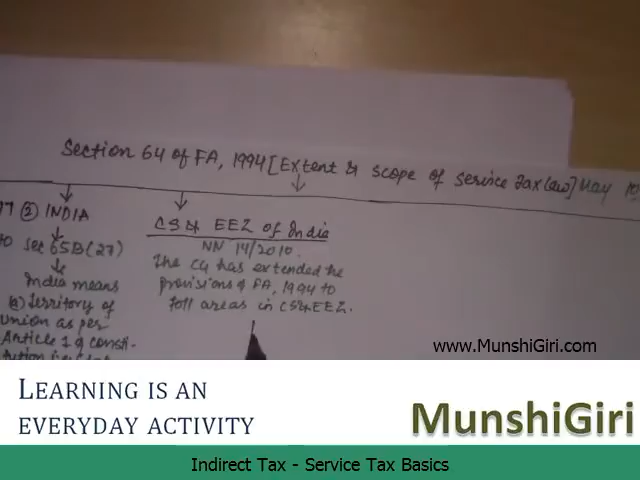 Section 64 of FA, 1994 [Extent & scope of service Tax law] May 10
② INDIA
Sec 65B(27)
India means
(a) Territory of
Union as per
Article 1 of consti-
CS & EEZ of India
NN 14/2010.
The CG has extended the
provisions of FA, 1994 to
foll areas in CS & EEZ.
www.MunshiGiri.com
LEARNING IS AN
EVERYDAY ACTIVITY
MunshiGiri
Indirect Tax - Service Tax Basics